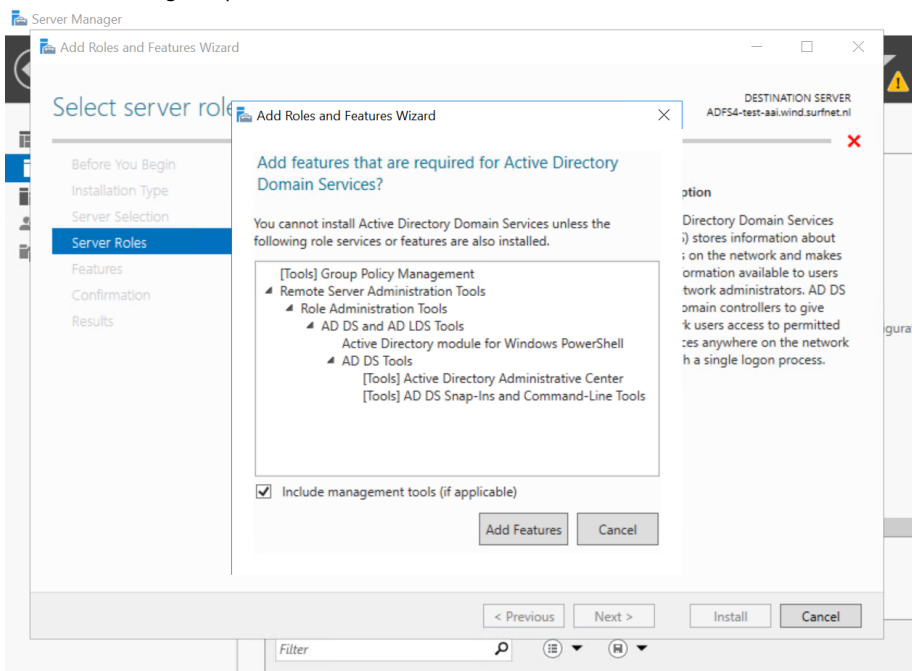 Server Manager
Add Roles and Features Wizard
Select server role
DESTINATION SERVER
ADFS4-test-aai.wind.surfnet.nl
Before You Begin
Installation Type
Server Selection
Server Roles
Features
Confirmation
Results
Add Roles and Features Wizard
Add features that are required for Active Directory
Domain Services?
You cannot install Active Directory Domain Services unless the
following role services or features are also installed.
[Tools] Group Policy Management
Remote Server Administration Tools
Role Administration Tools
AD DS and AD LDS Tools
Active Directory module for Windows PowerShell
AD DS Tools
[Tools] Active Directory Administrative Center
[Tools] AD DS Snap-Ins and Command-Line Tools
Include management tools (if applicable)
Add Features
Cancel
ption
Directory Domain Services
) stores information about
on the network and makes
ormation available to users
twork administrators. AD DS
omain controllers to give
k users access to permitted
ces anywhere on the network
h a single logon process.
igura
< Previous
Next >
Install
Cancel
Filter